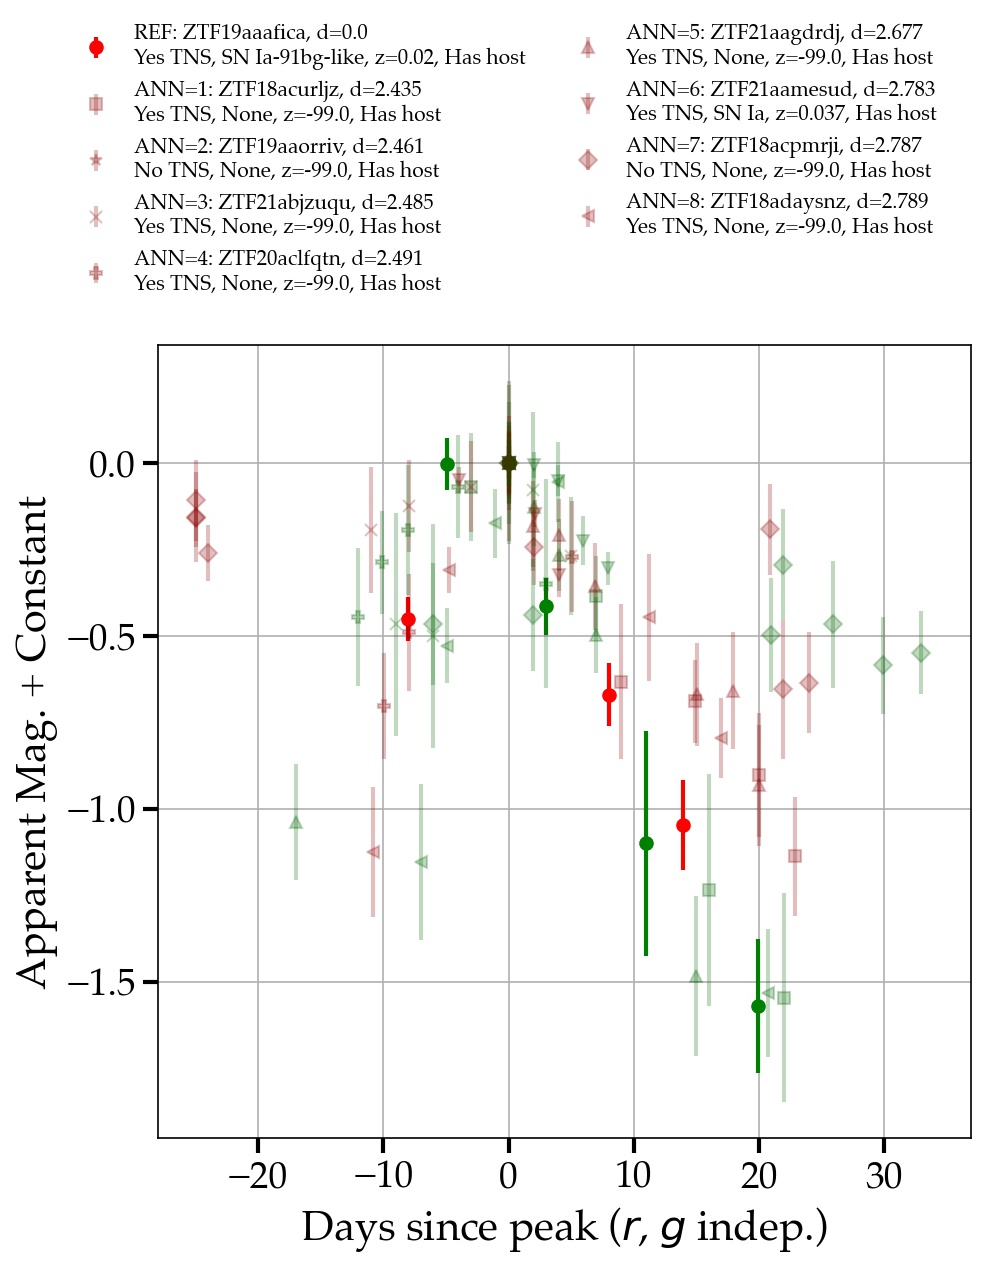 REF: ZTF19aaafica, d=0.0
Yes TNS, SN Ia-91bg-like, z=0.02, Has host
ANN=1: ZTF18acurljz, d=2.435
Yes TNS, None, z=-99.0, Has host
ANN=2: ZTF19aaorriv, d=2.461
No TNS, None, z=-99.0, Has host
ANN=3: ZTF21abjzuqu, d=2.485
Yes TNS, None, z=-99.0, Has host
ANN=4: ZTF20aclfqtn, d=2.491
Yes TNS, None, z=-99.0, Has host
ANN=5: ZTF21aagdrdj, d=2.677
Yes TNS, None, z=-99.0, Has host
ANN=6: ZTF21aamesud, d=2.783
Yes TNS, SN Ia, z=0.037, Has host
ANN=7: ZTF18acpmrji, d=2.787
No TNS, None, z=-99.0, Has host
ANN=8: ZTF18adaysnz, d=2.789
Yes TNS, None, z=-99.0, Has host
Apparent Mag. + Constant
0.0
−0.5
−1.0
−1.5
−20 −10 0 10 20 30
Days since peak (r, g indep.)